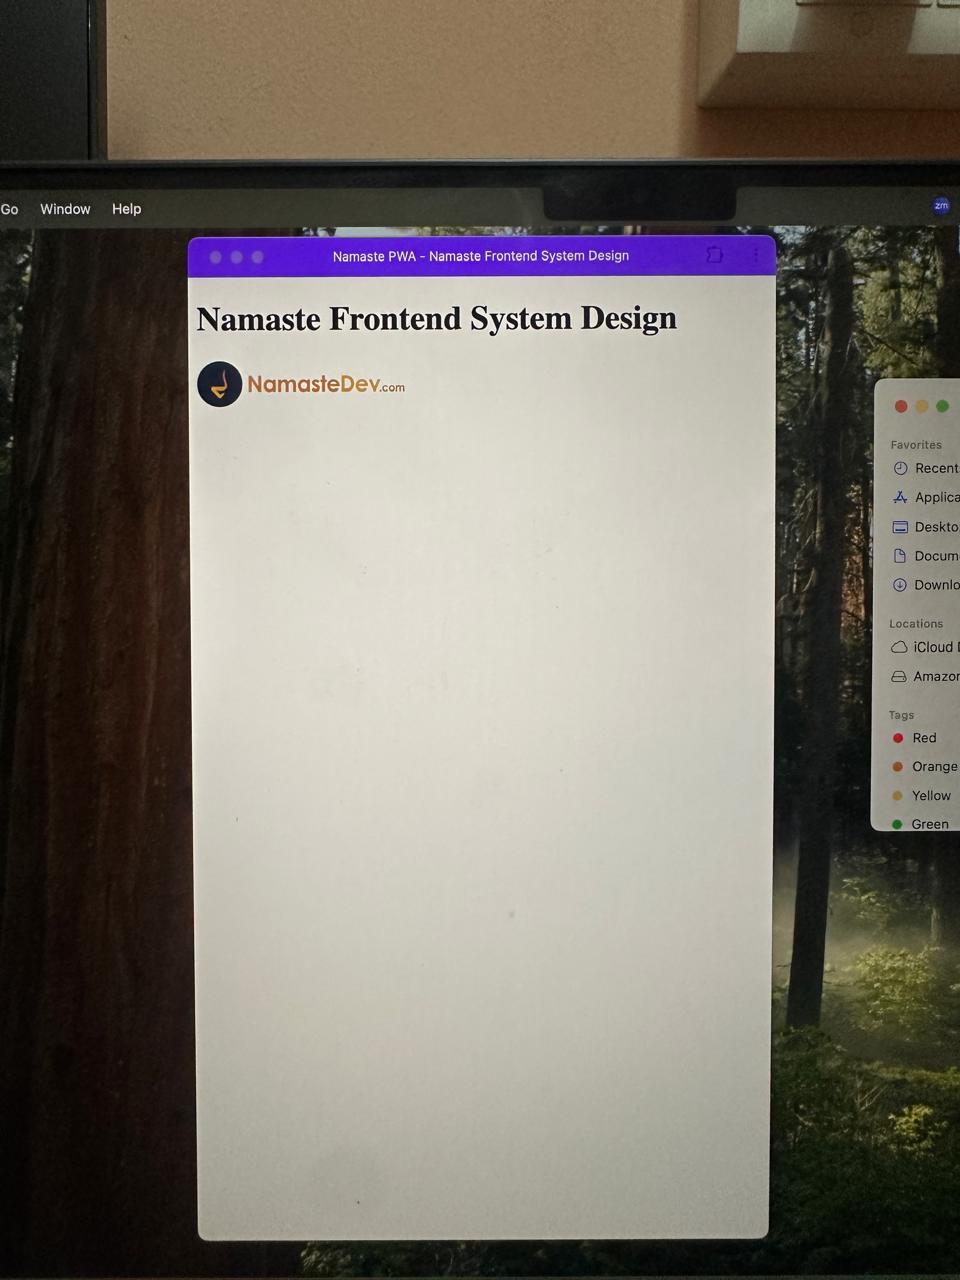 Go Window Help
zm
Namaste PWA - Namaste Frontend System Design
Namaste Frontend System Design
NamasteDev.com
Favorites
Recent
Applica
Deskto
Docum
Downlo
Locations
iCloud D
Amazon
Tags
Red
Orange
Yellow
Green